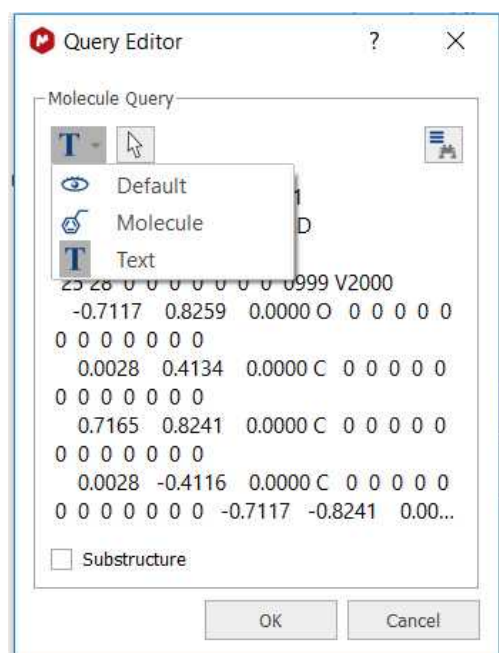 Query Editor ? ×
Molecule Query
T
Default
1
Molecule
D
T Text
25 28 0 0 0 0 0 0 0 0999 V2000
-0.7117 0.8259 0.0000 O 0 0 0 0 0
0 0 0 0 0 0 0
0.0028 0.4134 0.0000 C 0 0 0 0 0
0 0 0 0 0 0 0
0.7165 0.8241 0.0000 C 0 0 0 0 0
0 0 0 0 0 0 0
0.0028 -0.4116 0.0000 C 0 0 0 0 0
0 0 0 0 0 0 0 -0.7117 -0.8241 0.00...
Substructure
OK Cancel